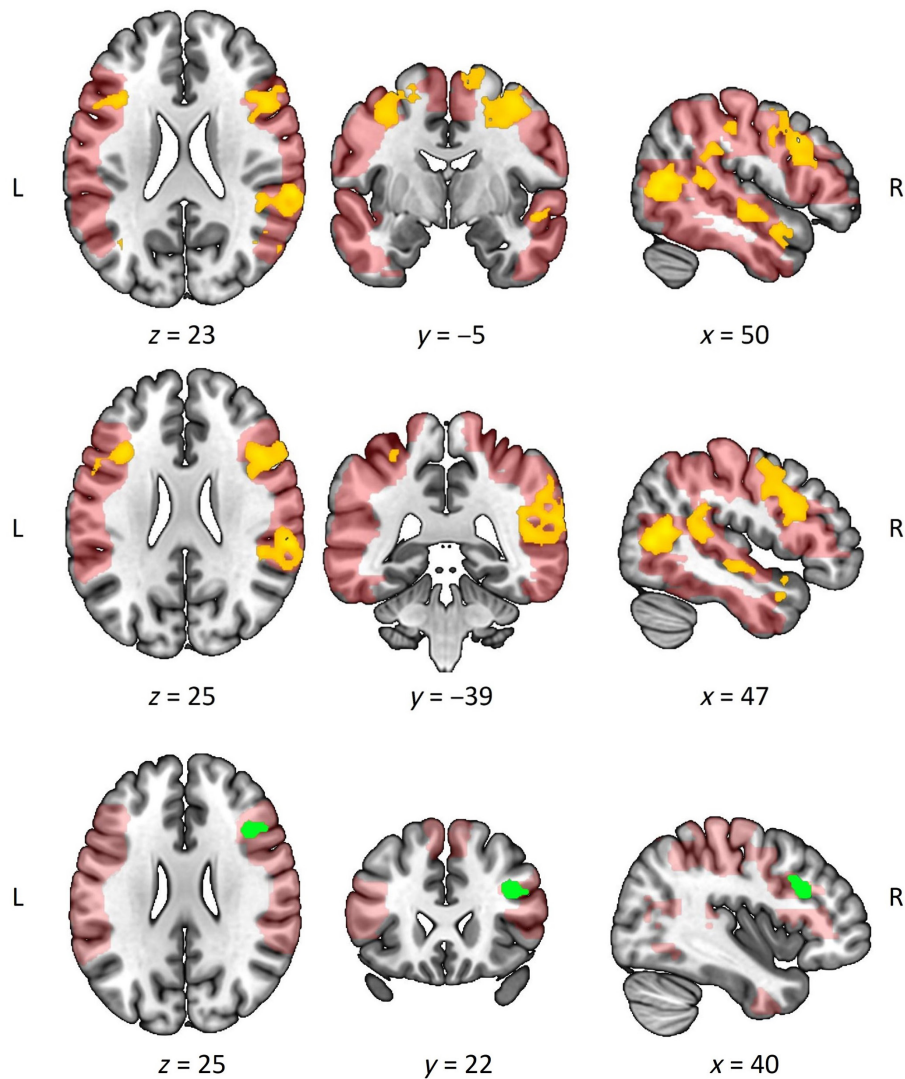 L R
z = 23 y = −5 x = 50
L R
z = 25 y = −39 x = 47
L R
z = 25 y = 22 x = 40